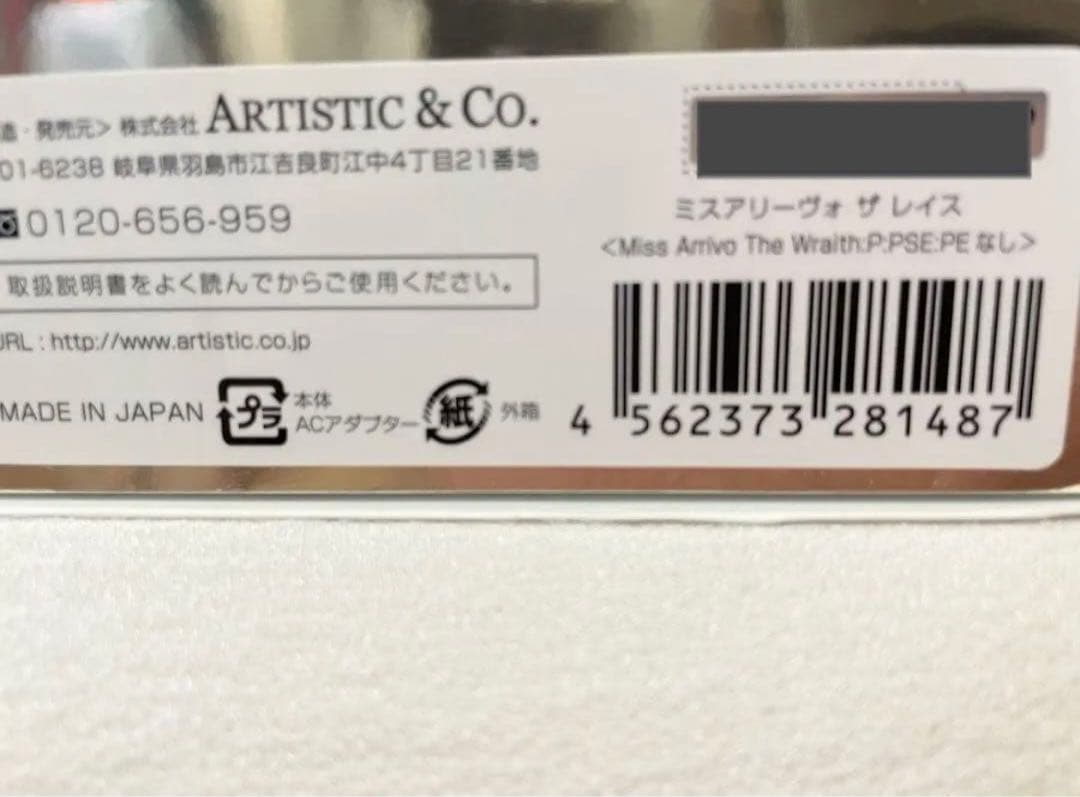 造・発売元> 株式会社 ARTISTIC & CO.
01-6238 岐阜県羽島市江吉良町江中4丁目21番地
0120-656-959
取扱説明書をよく読んでからご使用ください。
URL : http://www.artistic.co.jp
MADE IN JAPAN プラ 本体 ACアダプター 紙 外箱
ミスアリーヴォ ザ レイス
<Miss Arrivo The Wraith:P:PSE:PEなし>
4 562373 281487